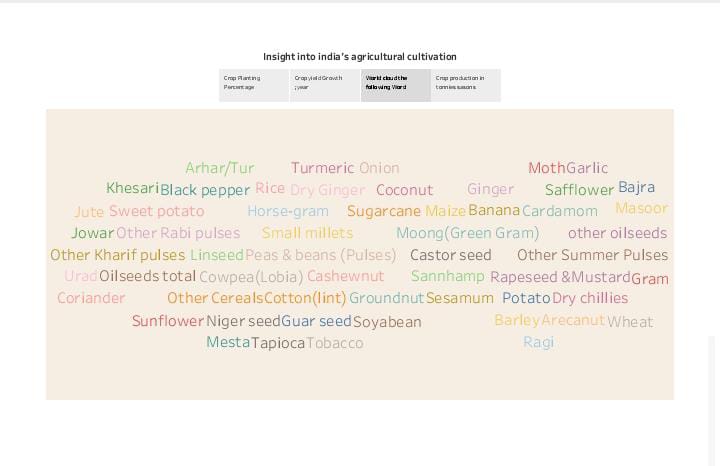 Insight into india's agricultural cultivation
Crop Planting Percentage
Crop yield Growth ; year
World cloud the following Word
Crop production in tonnies seasons
Arhar/Tur Turmeric Onion Moth Garlic
Khesari Black pepper Rice Dry Ginger Coconut Ginger Safflower Bajra
Jute Sweet potato Horse-gram Sugarcane Maize Banana Cardamom Masoor
Jowar Other Rabi pulses Small millets Moong(Green Gram) other oilseeds
Other Kharif pulses Linseed Peas & beans (Pulses) Castor seed Other Summer Pulses
Urad Oilseeds total Cowpea(Lobia) Cashewnut Sannhamp Rapeseed &Mustard Gram
Coriander Other Cereals Cotton(lint) Groundnut Sesamum Potato Dry chillies
Sunflower Niger seed Guar seed Soyabean Barley Arecanut Wheat
Mesta Tapioca Tobacco Ragi